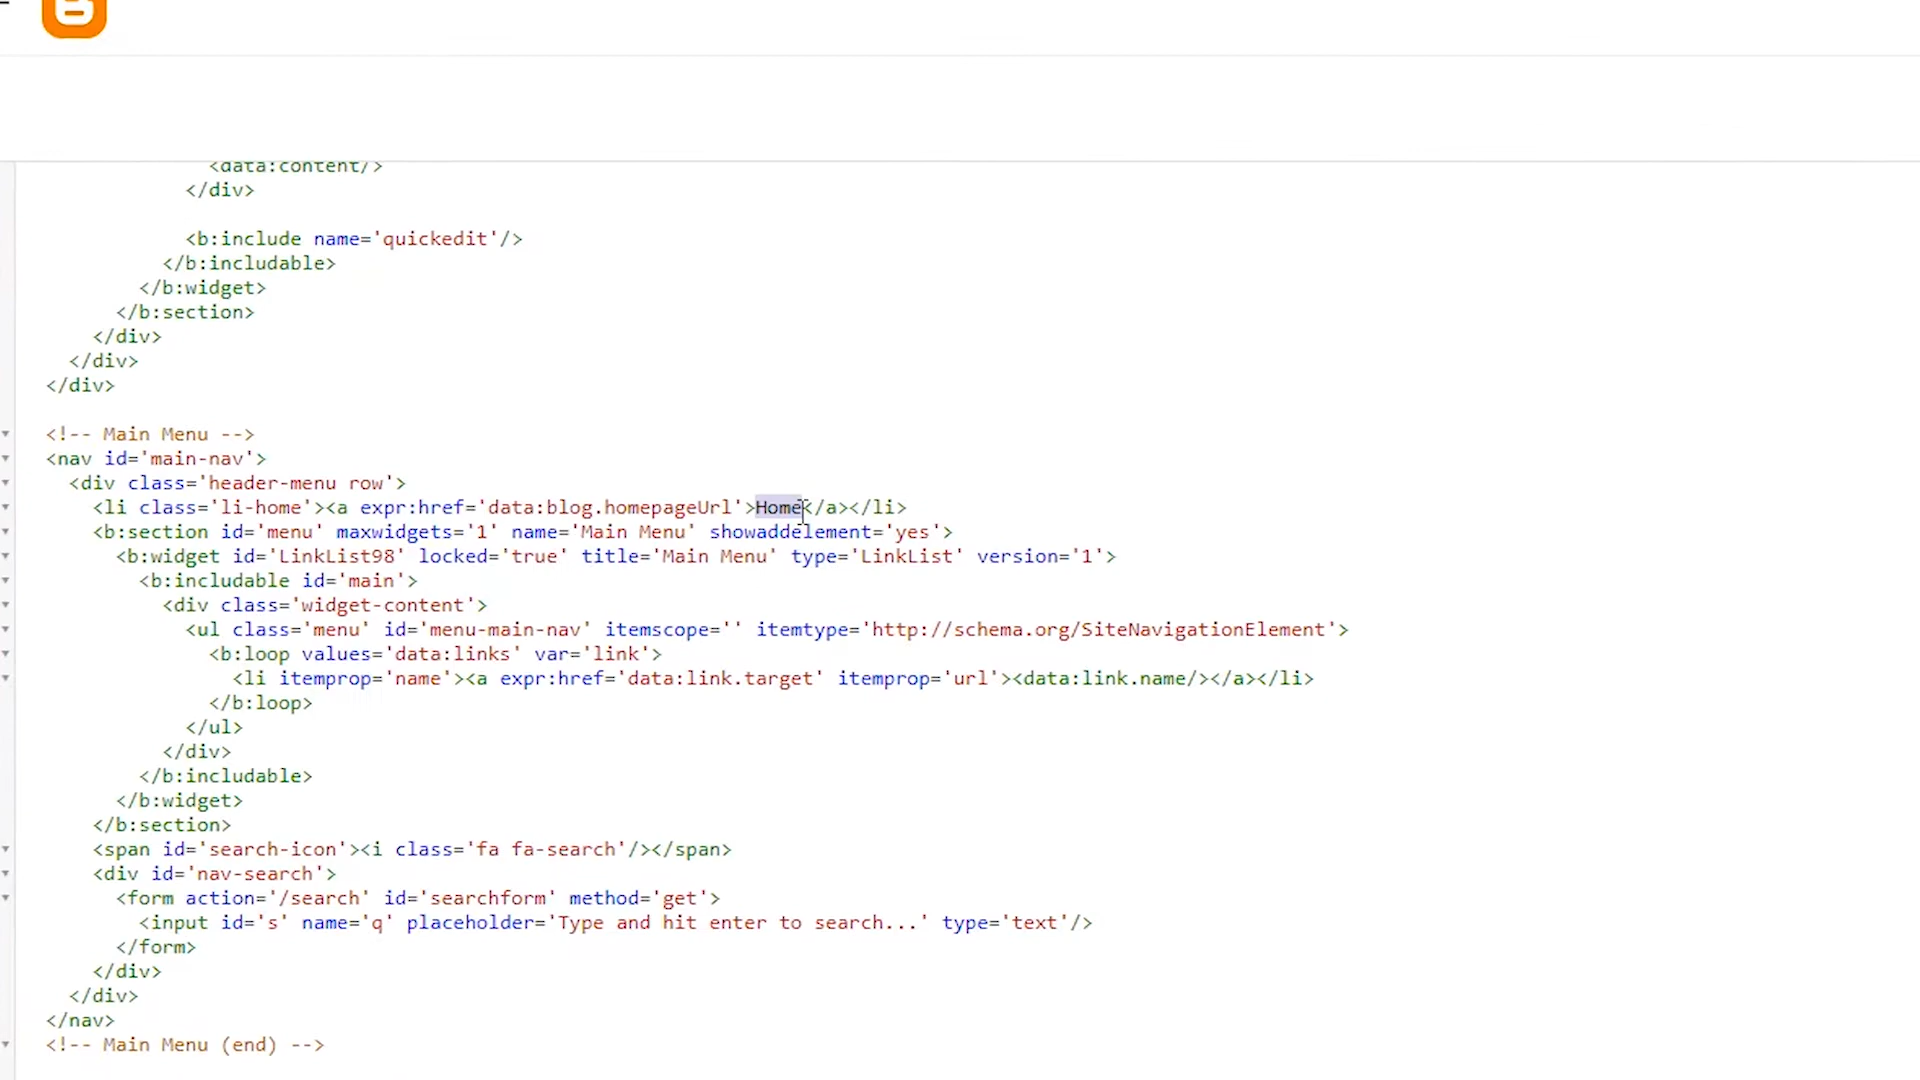 <data:content/>
</div>
<b:include name='quickedit'/>
</b:includable>
</b:widget>
</b:section>
</div>
</div>
</div>
<!-- Main Menu -->
<nav id='main-nav'>
<div class='header-menu row'>
<li class='li-home'><a expr:href='data:blog.homepageUrl'>Home</a></li>
<b:section id='menu' maxwidgets='1' name='Main Menu' showaddelement='yes'>
<b:widget id='LinkList98' locked='true' title='Main Menu' type='LinkList' version='1'>
<b:includable id='main'>
<div class='widget-content'>
<ul class='menu' id='menu-main-nav' itemscope='' itemtype='http://schema.org/SiteNavigationElement'>
<b:loop values='data:links' var='link'>
<li itemprop='name'><a expr:href='data:link.target' itemprop='url'><data:link.name/></a></li>
</b:loop>
</ul>
</div>
</b:includable>
</b:widget>
</b:section>
<span id='search-icon'><i class='fa fa-search'/></span>
<div id='nav-search'>
<form action='/search' id='searchform' method='get'>
<input id='s' name='q' placeholder='Type and hit enter to search...' type='text'/>
</form>
</div>
</div>
</nav>
<!-- Main Menu (end) -->